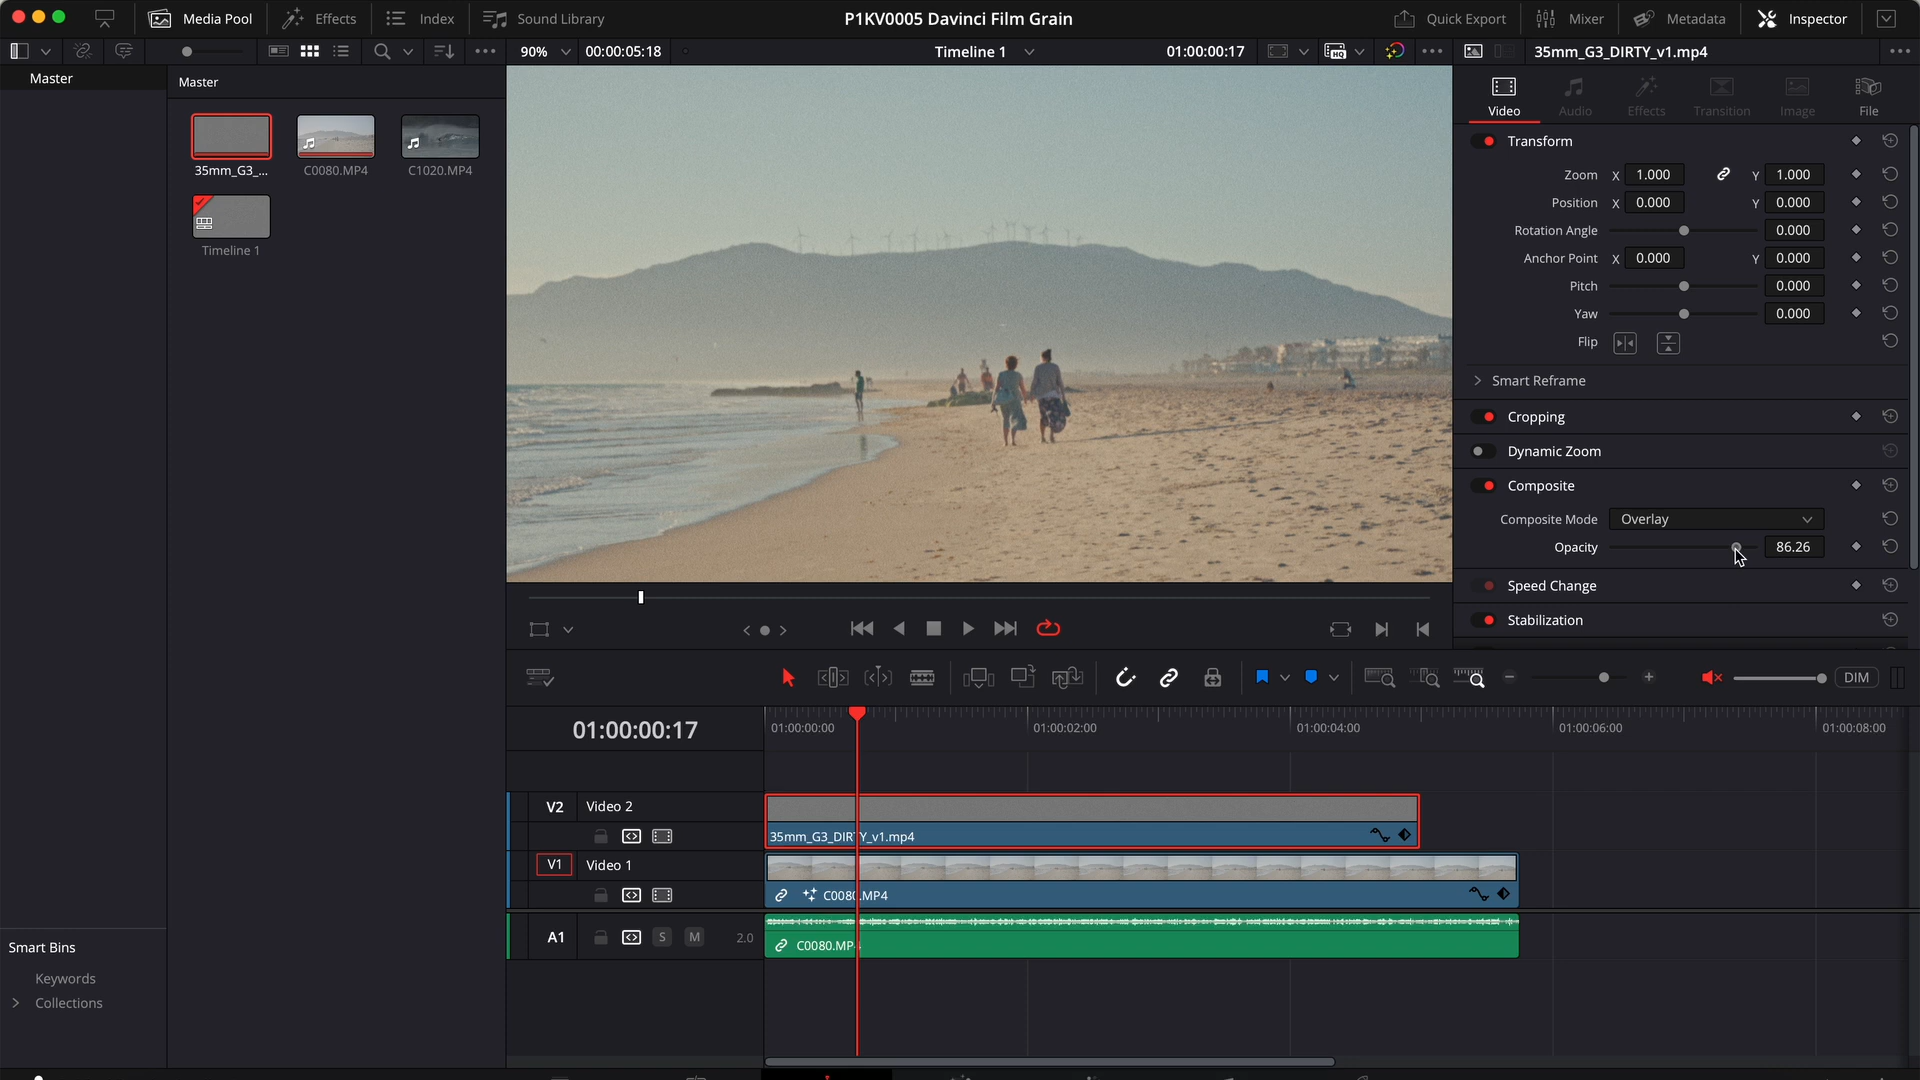 Media Pool
Effects
Index
Sound Library
P1KV0005 Davinci Film Grain
Quick Export
Mixer
Metadata
Inspector
90%
00:00:05:18
Timeline 1
01:00:00:17
35mm_G3_DIRTY_v1.mp4
Master
Master
35mm_G3_...
C0080.MP4
C1020.MP4
Timeline 1
Video
Audio
Effects
Transition
Image
File
Transform
Zoom X 1.000 Y 1.000
Position X 0.000 Y 0.000
Rotation Angle 0.000
Anchor Point X 0.000 Y 0.000
Pitch 0.000
Yaw 0.000
Flip
Smart Reframe
Cropping
Dynamic Zoom
Composite
Composite Mode Overlay
Opacity 86.26
Speed Change
Stabilization
DIM
01:00:00:17
01:00:00:00
01:00:02:00
01:00:04:00
01:00:06:00
01:00:08:00
V2 Video 2
35mm_G3_DIRTY_v1.mp4
V1 Video 1
C0080.MP4
A1 S M 2.0
C0080.MP4
Smart Bins
Keywords
Collections